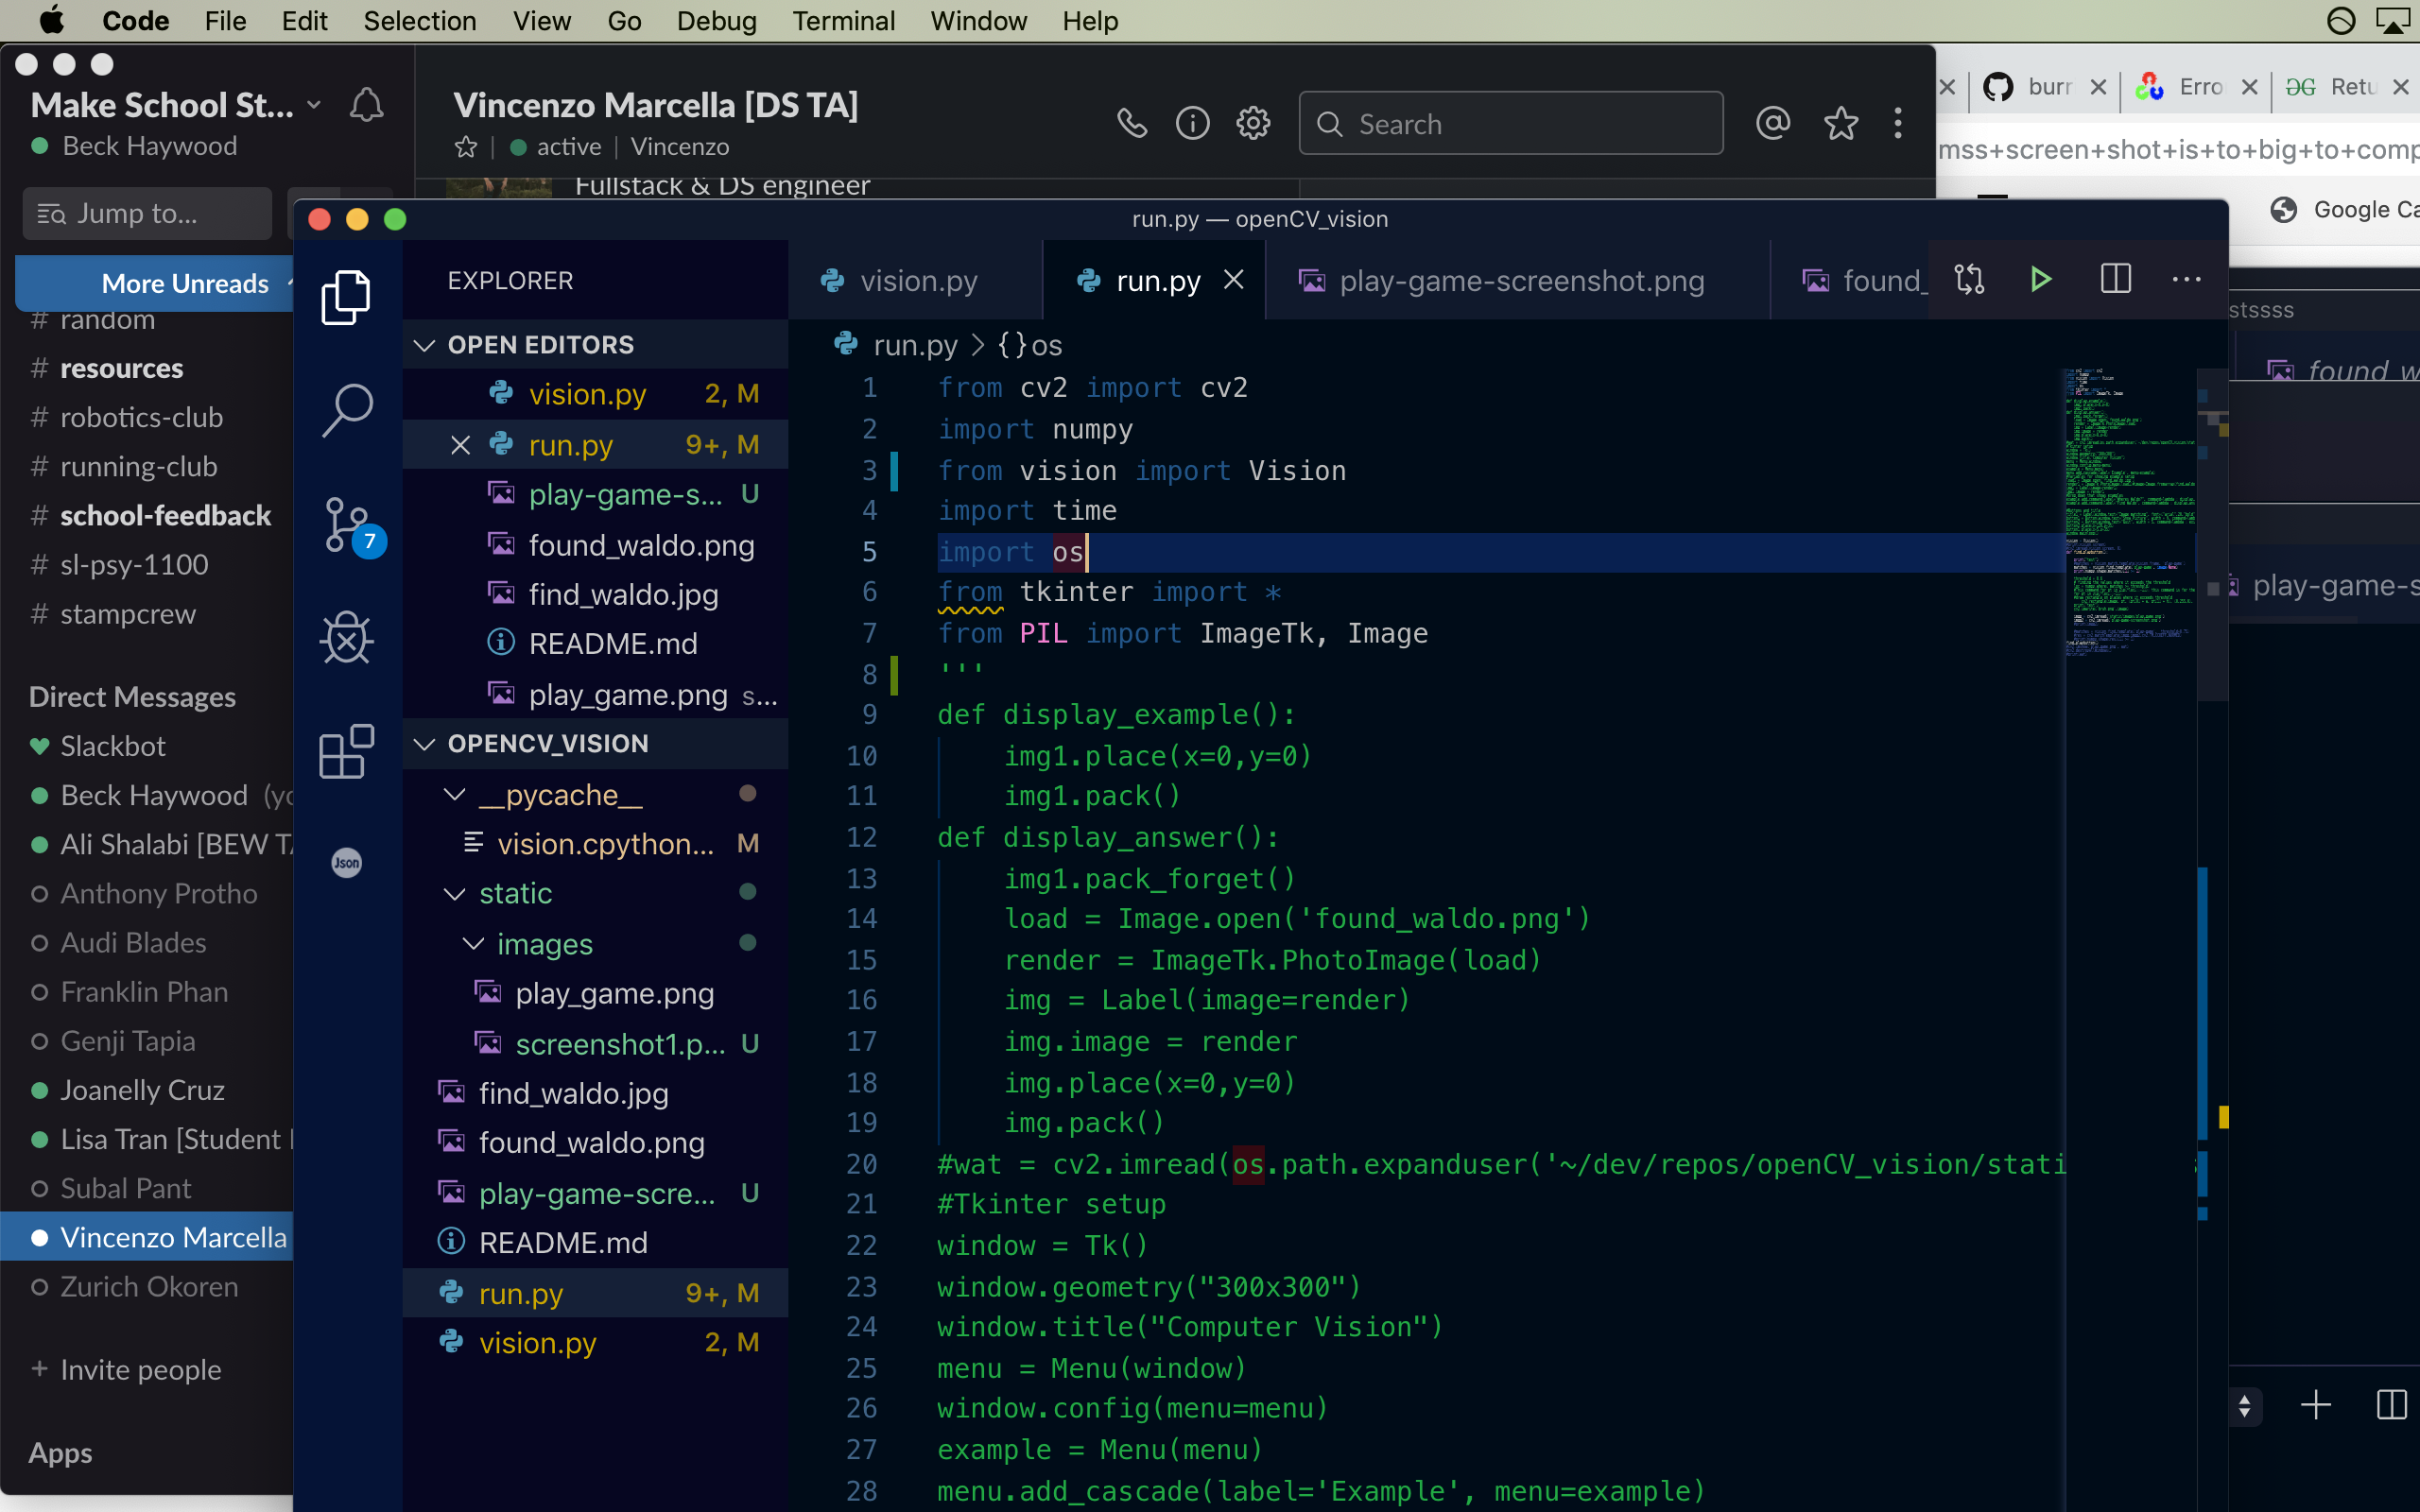 Code File Edit Selection View Go Debug Terminal Window Help
Make School St...
Beck Haywood
Jump to...
More Unreads
# random
# resources
# robotics-club
# running-club
# school-feedback
# sl-psy-1100
# stampcrew
Direct Messages
Slackbot
Beck Haywood
Ali Shalabi [BEW
Anthony Protho
Audi Blades
Franklin Phan
Genji Tapia
Joanelly Cruz
Lisa Tran [Student
Subal Pant
Vincenzo Marcella
Zurich Okoren
+ Invite people
Apps
Vincenzo Marcella [DS TA]
active | Vincenzo
Search
Fullstack & DS engineer
burr
Erro
Retu
mss+screen+shot+is+to+big+to+comp
Google Ca
run.py — openCV_vision
EXPLORER
OPEN EDITORS
vision.py 2, M
run.py 9+, M
play-game-s... U
found_waldo.png
find_waldo.jpg
README.md
play_game.png s...
OPENCV_VISION
__pycache__
vision.cpython... M
static
images
play_game.png
screenshot1.p... U
find_waldo.jpg
found_waldo.png
play-game-scre... U
README.md
run.py 9+, M
vision.py 2, M
7
Json
vision.py run.py play-game-screenshot.png found_
run.py > {} os
1 from cv2 import cv2
2 import numpy
3 from vision import Vision
4 import time
5 import os
6 from tkinter import *
7 from PIL import ImageTk, Image
8 '''
9 def display_example():
10 img1.place(x=0,y=0)
11 img1.pack()
12 def display_answer():
13 img1.pack_forget()
14 load = Image.open('found_waldo.png')
15 render = ImageTk.PhotoImage(load)
16 img = Label(image=render)
17 img.image = render
18 img.place(x=0,y=0)
19 img.pack()
20 #wat = cv2.imread(os.path.expanduser('~/dev/repos/openCV_vision/stati
21 #Tkinter setup
22 window = Tk()
23 window.geometry("300x300")
24 window.title("Computer Vision")
25 menu = Menu(window)
26 window.config(menu=menu)
27 example = Menu(menu)
28 menu.add_cascade(label='Example', menu=example)
stssss
found_w
play-game-s